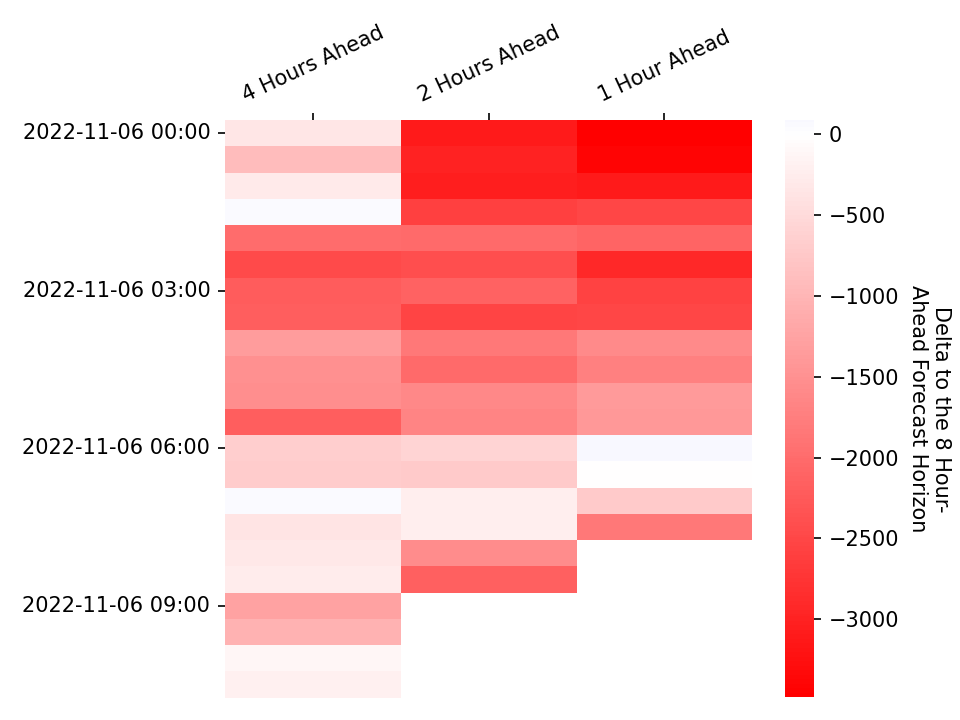 4 Hours Ahead
2 Hours Ahead
1 Hour Ahead
2022-11-06 00:00
2022-11-06 03:00
2022-11-06 06:00
2022-11-06 09:00
0
−500
−1000
−1500
−2000
−2500
−3000
Delta to the 8 Hour-
Ahead Forecast Horizon